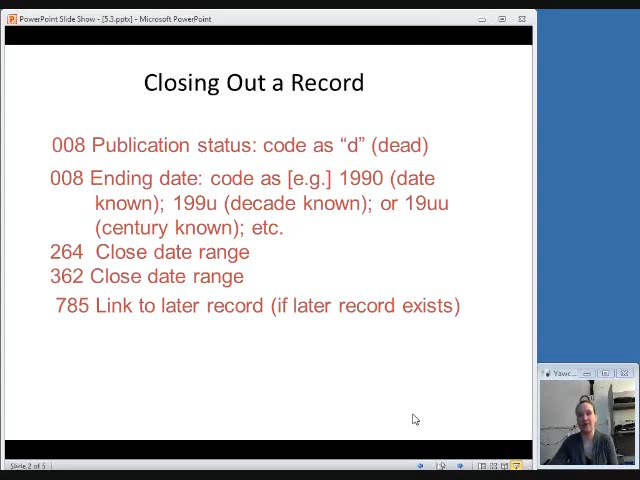 PowerPoint Slide Show - [5.3.pptx] - Microsoft PowerPoint
Closing Out a Record
008 Publication status: code as “d” (dead)
008 Ending date: code as [e.g.] 1990 (date
known); 199u (decade known); or 19uu
(century known); etc.
264 Close date range
362 Close date range
785 Link to later record (if later record exists)
Yawc...
Slide 2 of 5